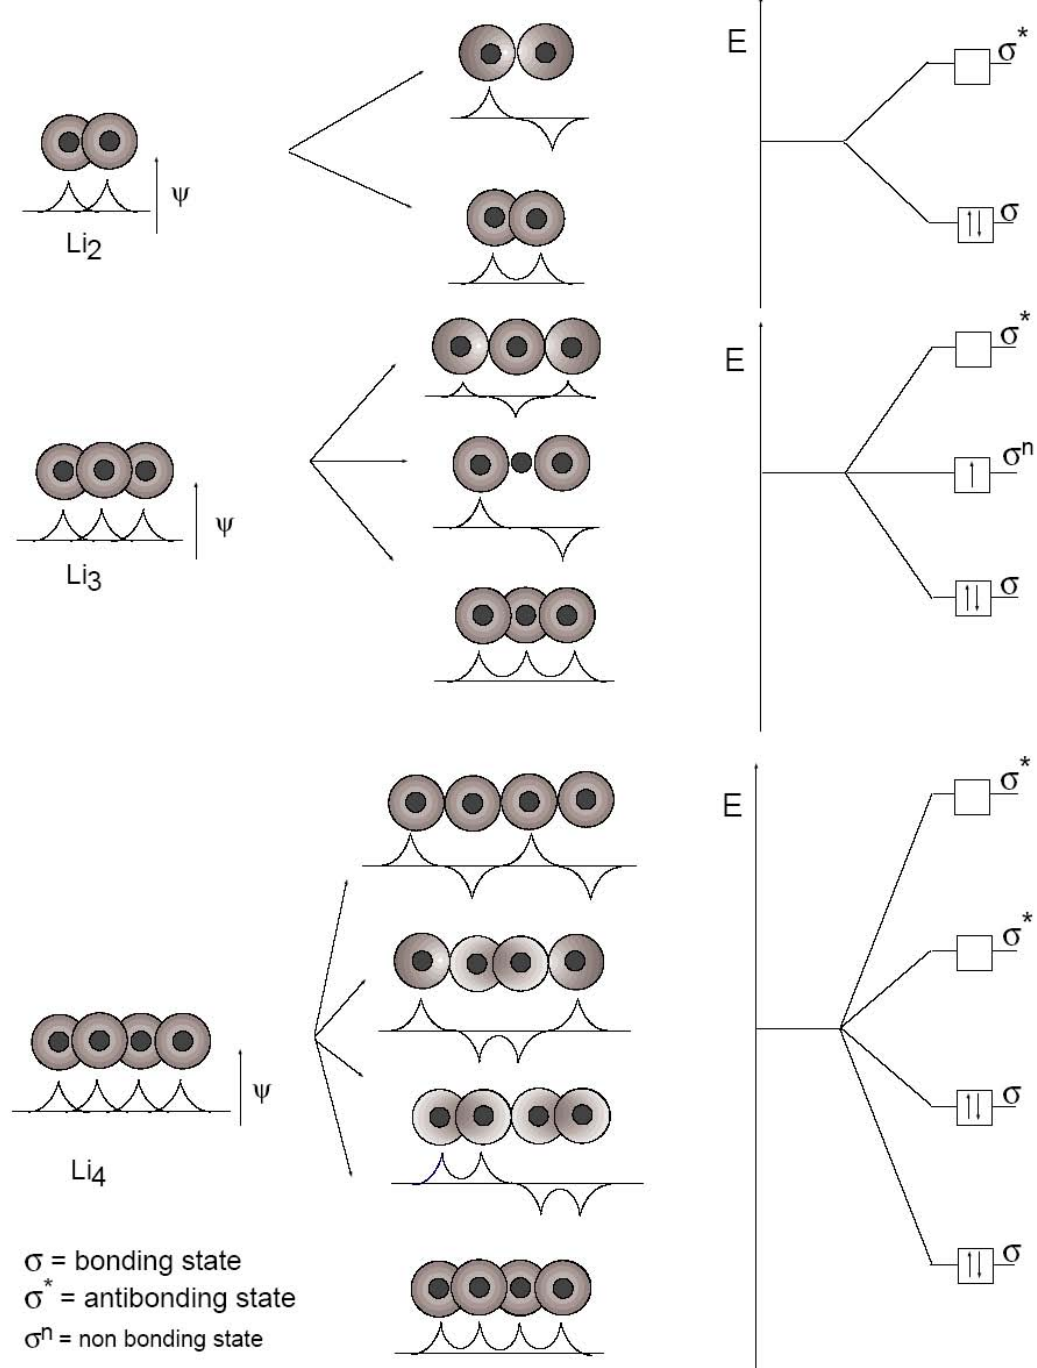 E
σ*
ψ
Li2
σ
E
σ*
σn
ψ
Li3
σ
E
σ*
σ*
ψ
σ
Li4
σ
σ = bonding state
σ* = antibonding state
σn = non bonding state